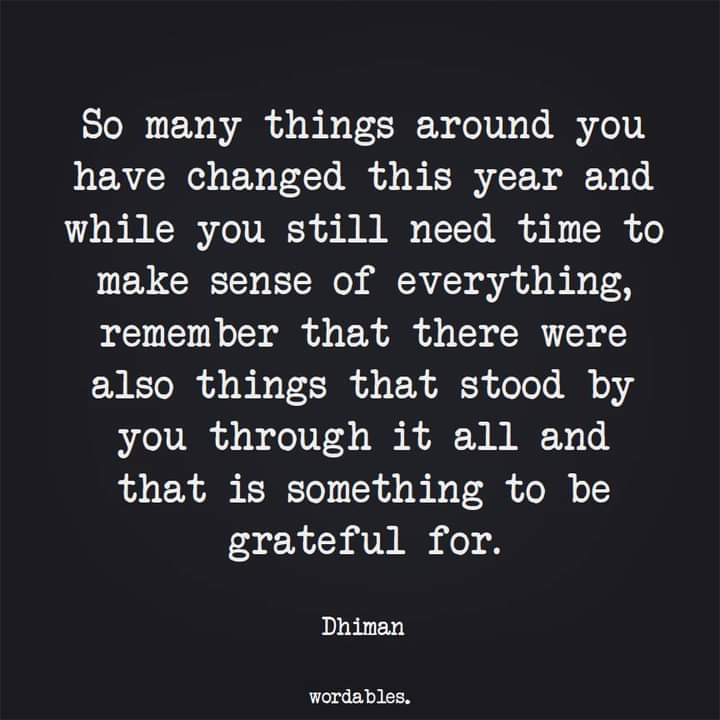 So many things around you
have changed this year and
while you still need time to
make sense of everything,
remember that there were
also things that stood by
you through it all and
that is something to be
grateful for.
Dhiman
wordables.